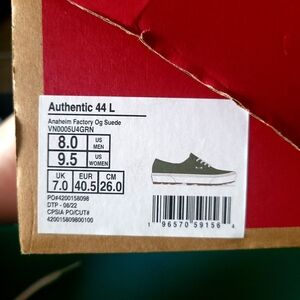 Authentic 44 L
Anaheim Factory Og Suede
VN0005U4GRN
8.0 US MEN
9.5 US WOMEN
UK EUR CM
7.0 40.5 26.0
PO#4200158098
DTP - 06/22
CPSIA PO/CUT#
420015809800100
1 96570 59156 4